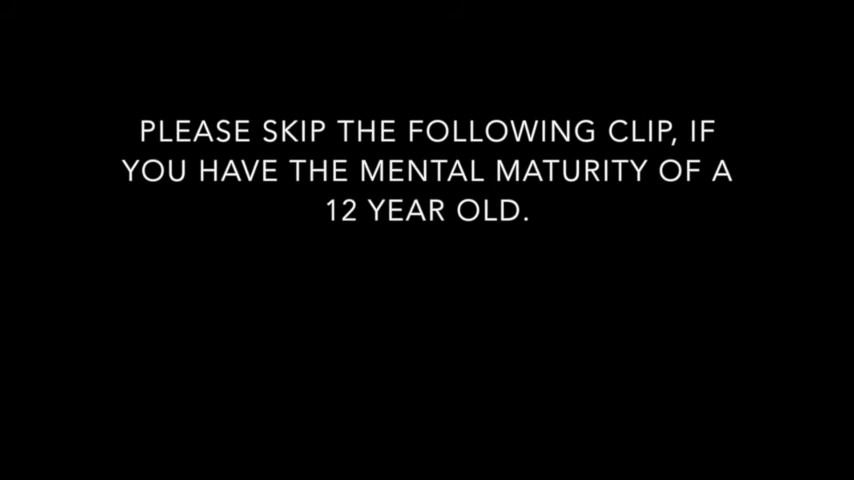 PLEASE SKIP THE FOLLOWING CLIP, IF
YOU HAVE THE MENTAL MATURITY OF A
12 YEAR OLD.